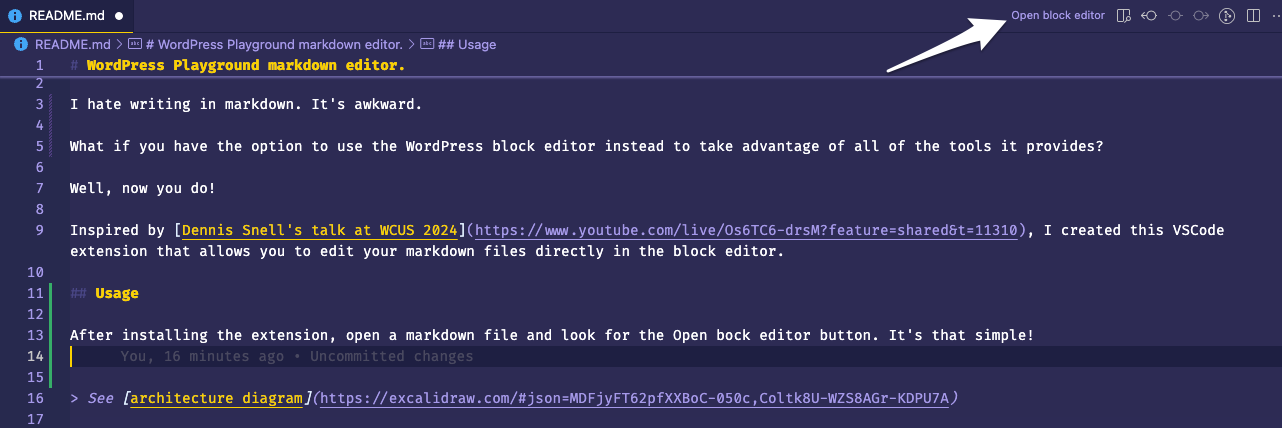 README.md
Open block editor
README.md > # WordPress Playground markdown editor. > ## Usage
1 # WordPress Playground markdown editor.
2
3 I hate writing in markdown. It's awkward.
4
5 What if you have the option to use the WordPress block editor instead to take advantage of all of the tools it provides?
6
7 Well, now you do!
8
9 Inspired by [Dennis Snell's talk at WCUS 2024](https://www.youtube.com/live/Os6TC6-drsM?feature=shared&t=11310), I created this VSCode
extension that allows you to edit your markdown files directly in the block editor.
10
11 ## Usage
12
13 After installing the extension, open a markdown file and look for the Open bock editor button. It's that simple!
14 You, 16 minutes ago • Uncommitted changes
15
16 > See [architecture diagram](https://excalidraw.com/#json=MDFjyFT62pfXXBoC-050c,Coltk8U-WZS8AGr-KDPU7A)
17